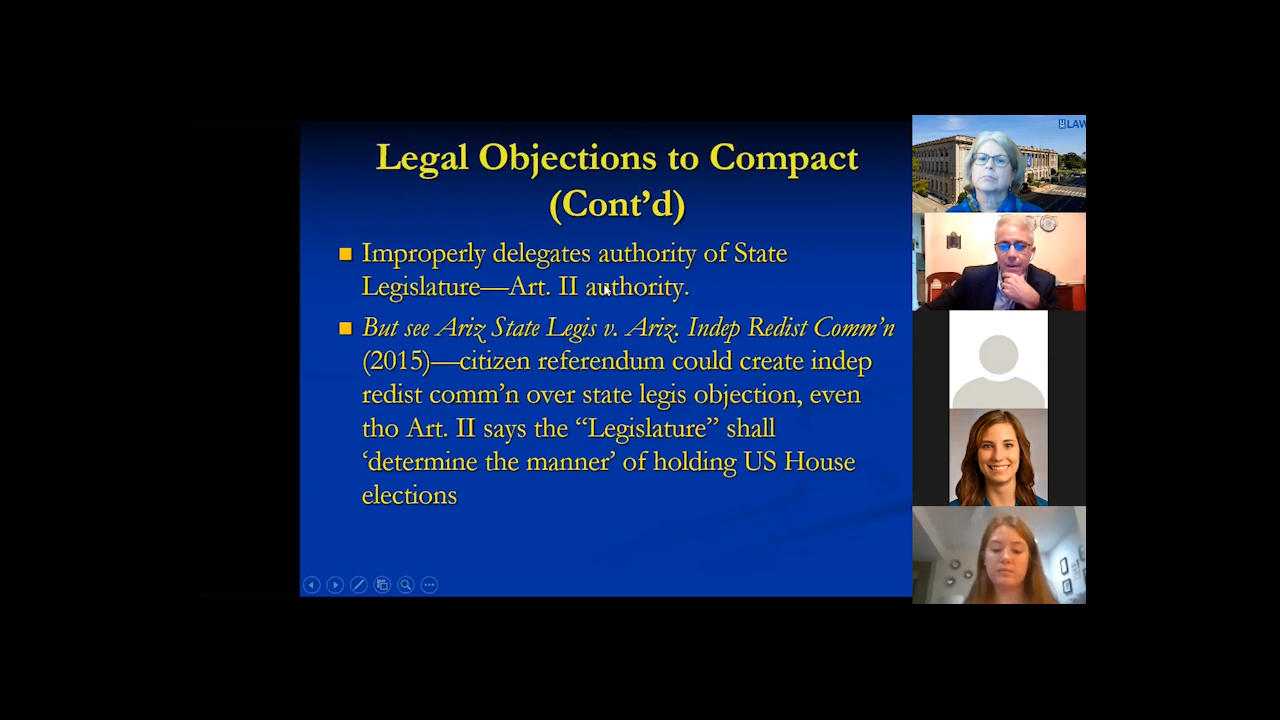 Legal Objections to Compact
(Cont’d)
Improperly delegates authority of State
Legislature—Art. II authority.
But see Ariz State Legis v. Ariz. Indep Redist Comm’n
(2015)—citizen referendum could create indep
redist comm’n over state legis objection, even
tho Art. II says the “Legislature” shall
‘determine the manner’ of holding US House
elections
LAW